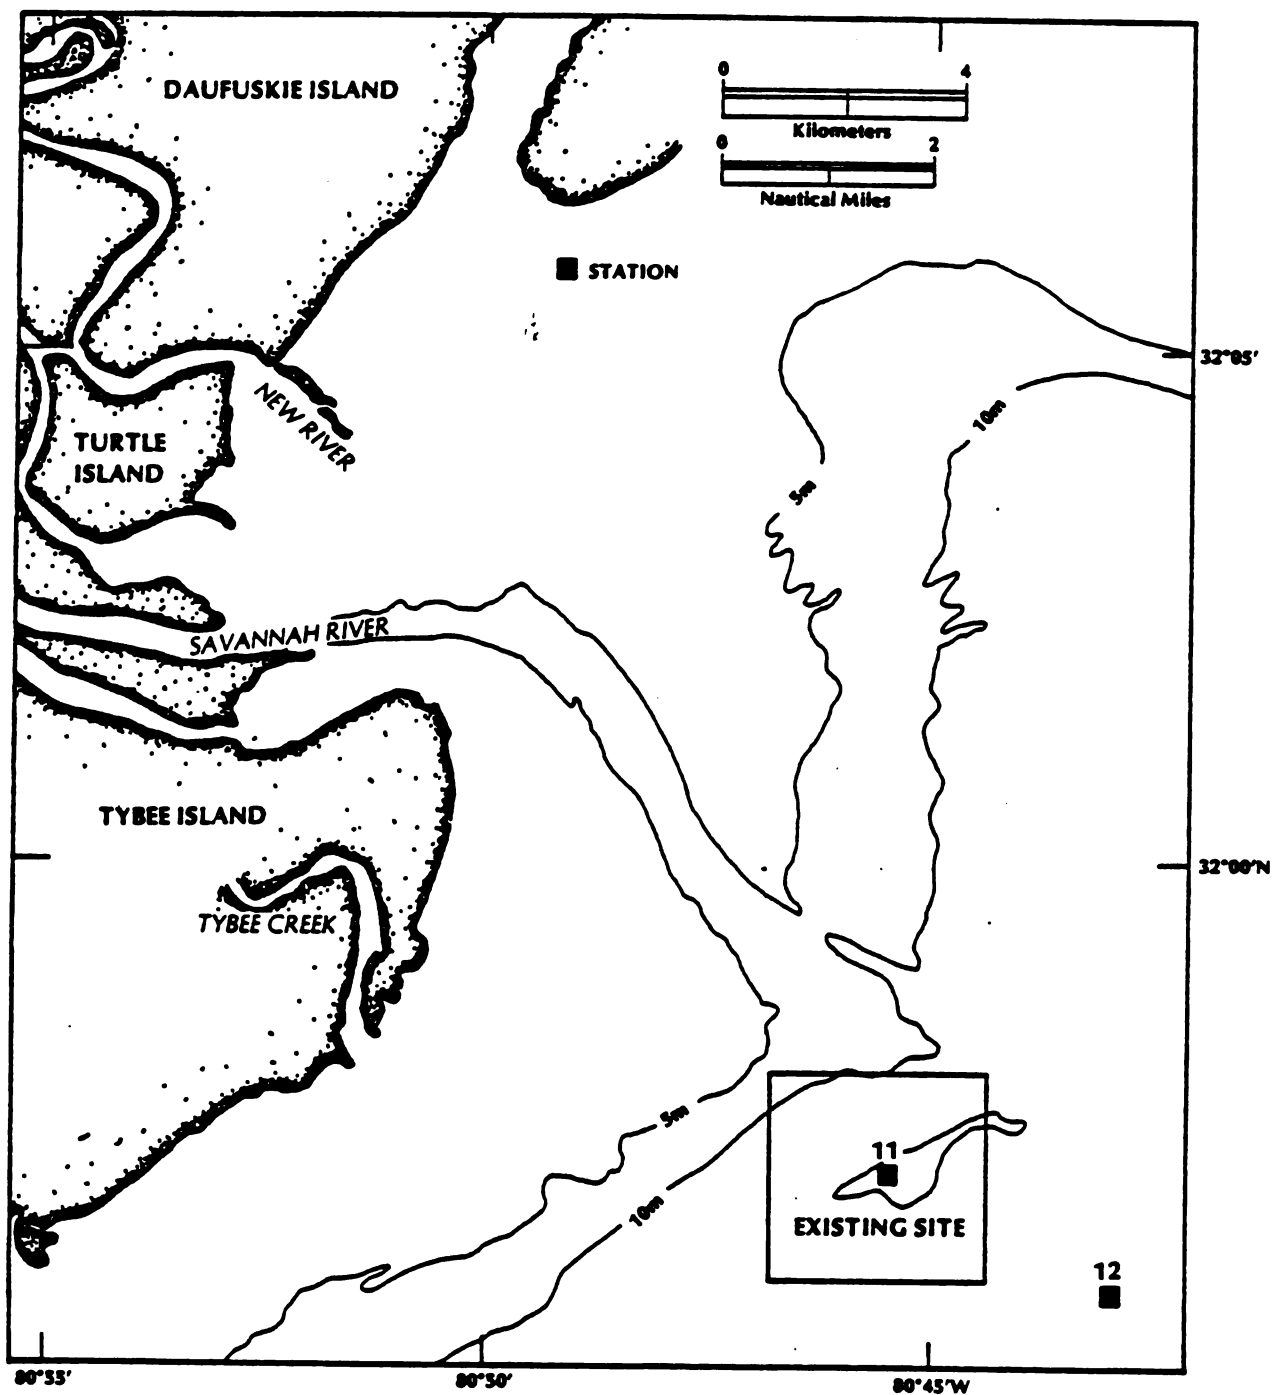 DAUFUSKIE ISLAND
0 4
Kilometers
0 2
Nautical Miles
STATION
32°05'
NEW RIVER
10m
TURTLE
ISLAND
5m
SAVANNAH RIVER
TYBEE ISLAND
32°00'N
TYBEE CREEK
5m
11
10m
EXISTING SITE
12
80°55' 80°50' 80°45'W